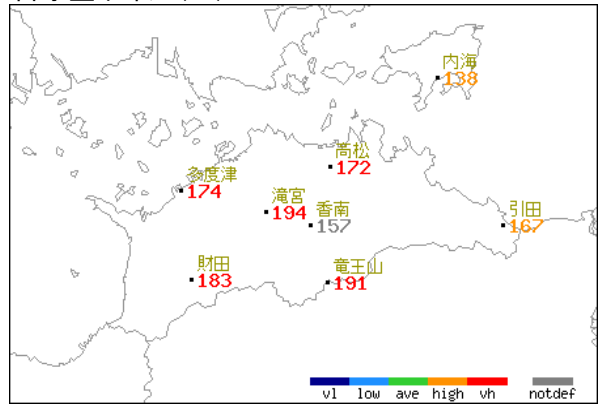 内海
138
高松
172
多度津
174
滝宮
194
香南
157
引田
167
財田
183
竜王山
191
vl low ave high vh notdef